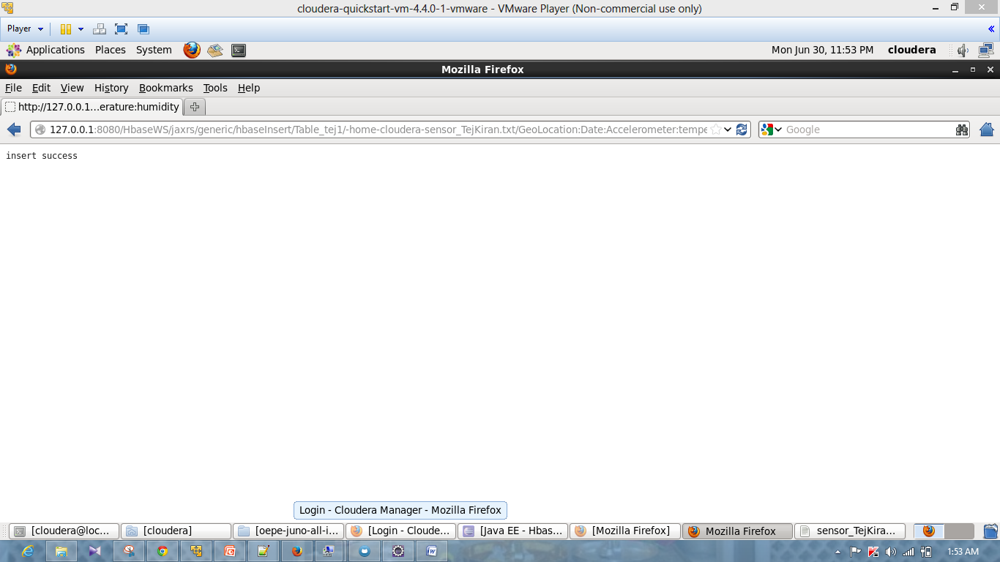 cloudera-quickstart-vm-4.4.0-1-vmware - VMware Player (Non-commercial use only)
Player
Applications Places System Mon Jun 30, 11:53 PM cloudera
Mozilla Firefox
File Edit View History Bookmarks Tools Help
http://127.0.0.1...erature:humidity
127.0.0.1:8080/HbaseWS/jaxrs/generic/hbaseInsert/Table_tej1/-home-cloudera-sensor_TejKiran.txt/GeoLocation:Date:Accelerometer:tempe Google
insert success
Login - Cloudera Manager - Mozilla Firefox
[cloudera@loc... [cloudera] [oepe-juno-all-i... [Login - Cloude... [Java EE - Hbas... [Mozilla Firefox] Mozilla Firefox sensor_TejKira...
1:53 AM